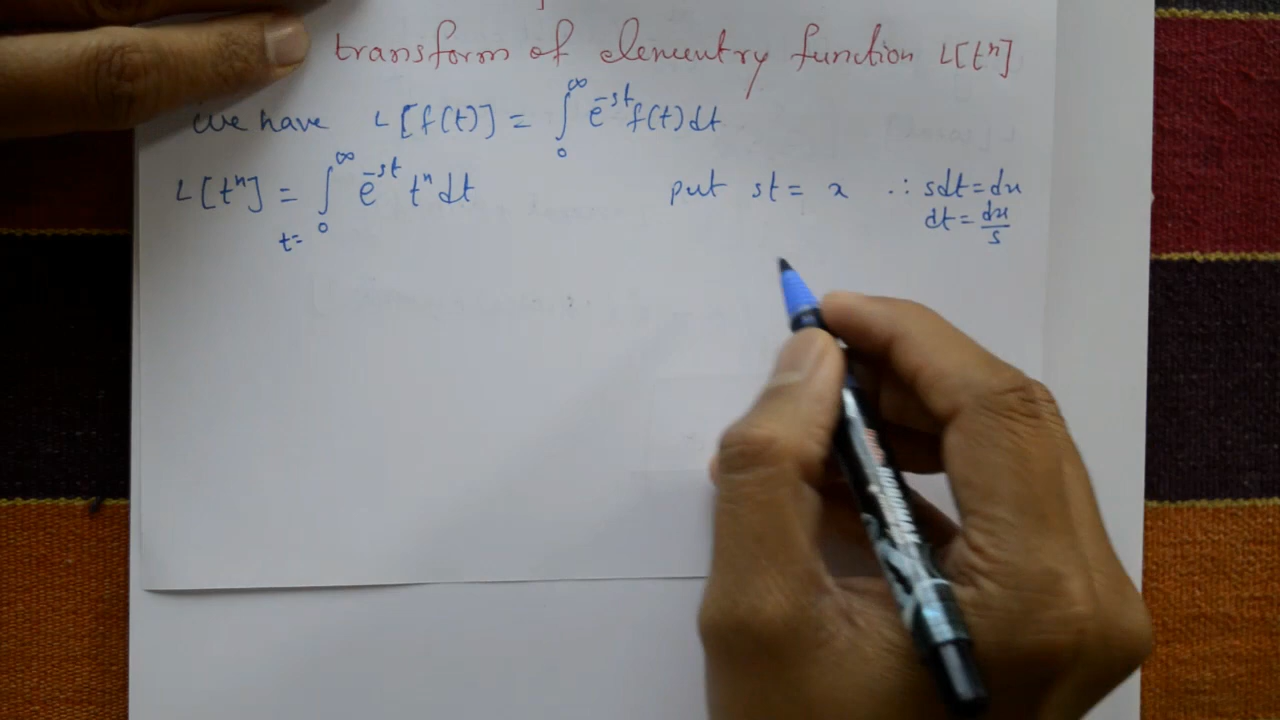 transform of elementry function L[tⁿ]
We have L[f(t)] = ∫₀^∞ e^-st f(t) dt
L[tⁿ] = ∫₀^∞ e^-st tⁿ dt put st = x ∴ sdt = dx
t= dt = dx/s